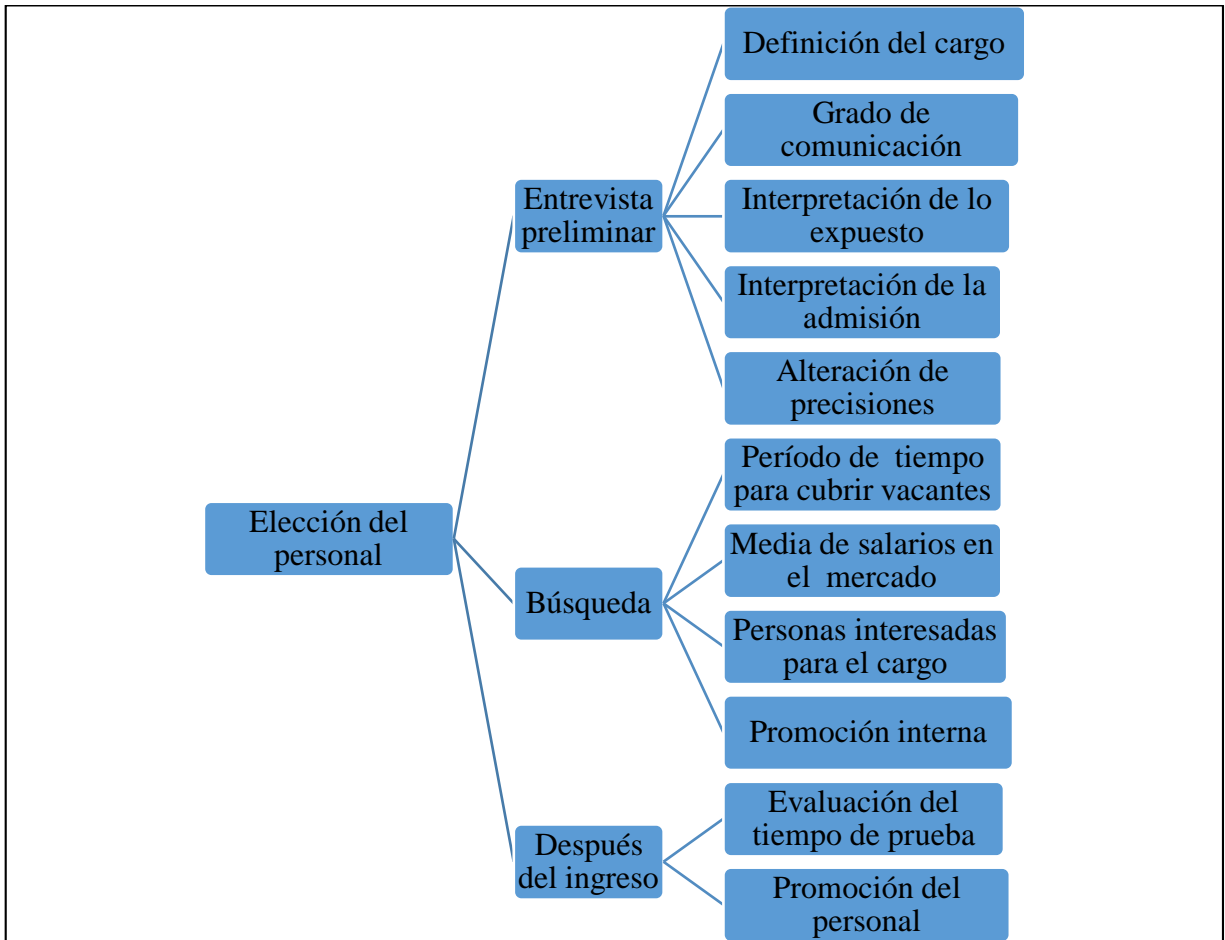 Elección del
personal
Entrevista
preliminar
Definición del cargo
Grado de
comunicación
Interpretación de lo
expuesto
Interpretación de la
admisión
Alteración de
precisiones
Búsqueda
Período de tiempo
para cubrir vacantes
Media de salarios en
el mercado
Personas interesadas
para el cargo
Promoción interna
Después
del ingreso
Evaluación del
tiempo de prueba
Promoción del
personal